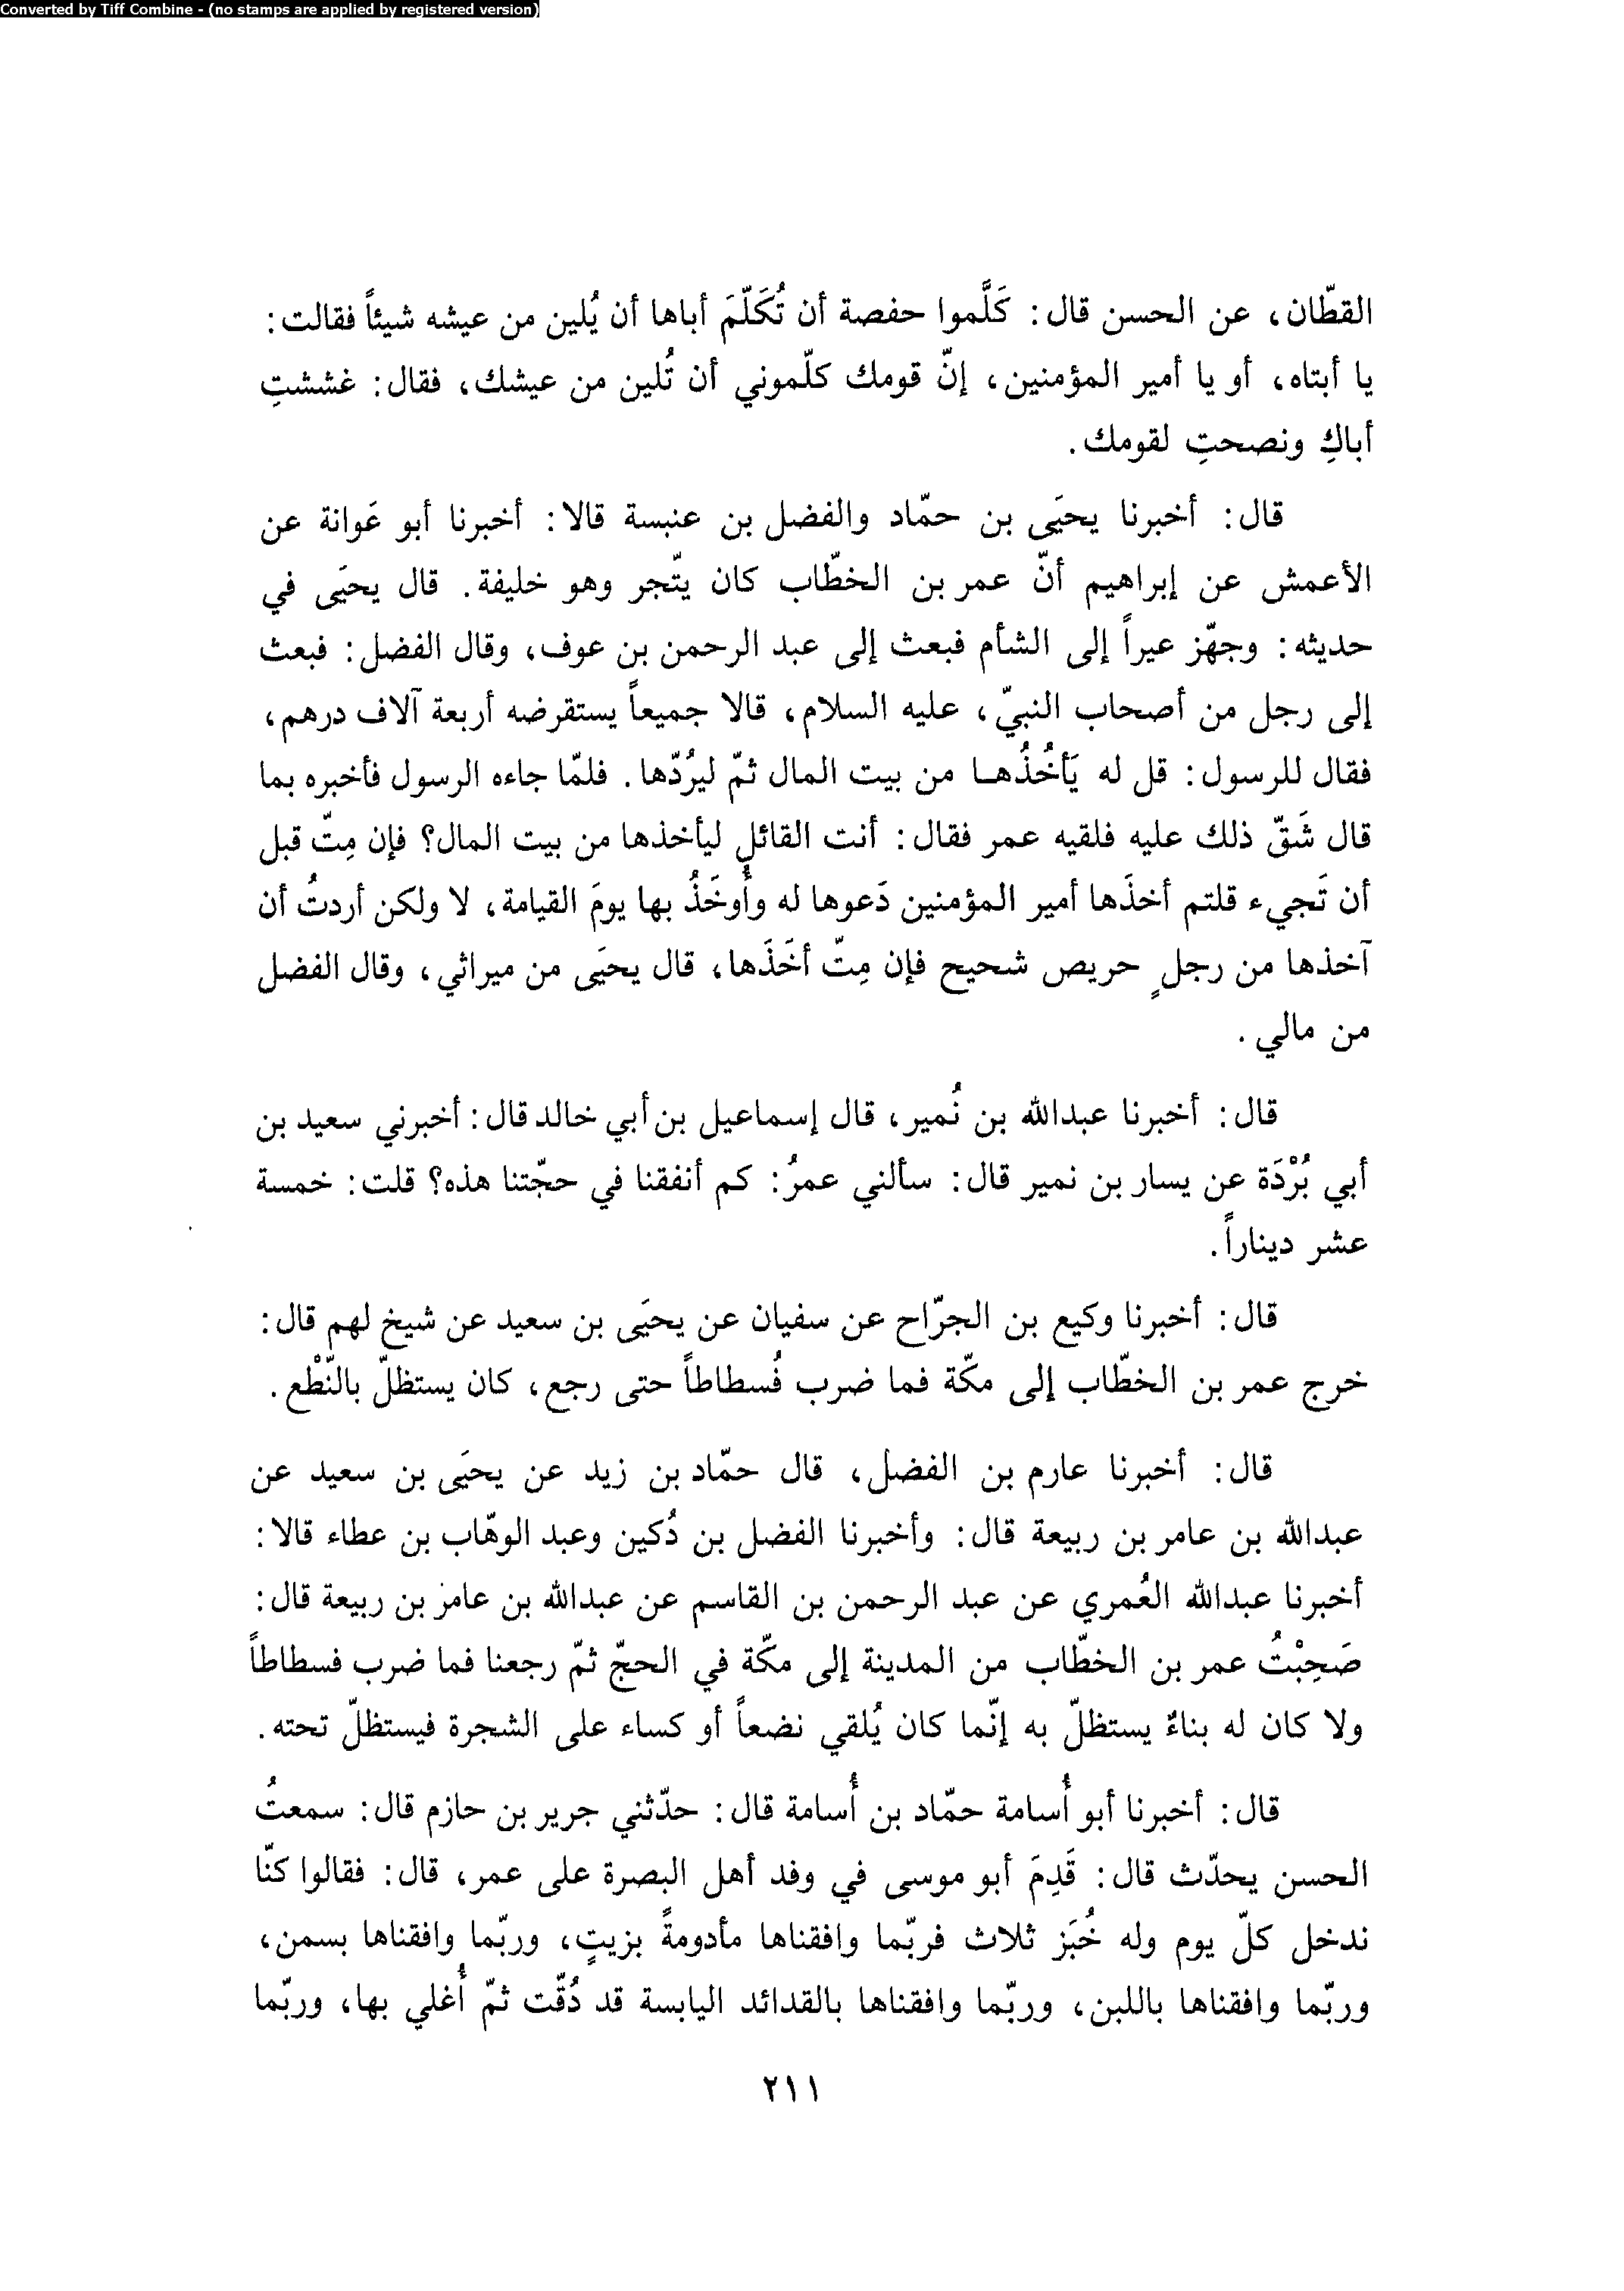 Converted by Tiff Combine - (no stamps are applied by registered version)
القطّان، عن الحسن قال: كَلَّموا حفصة أن تُكَلّمَ أباها أن يُلين من عيشه شيئاً فقالت:
يا أبتاه، أو يا أمير المؤمنين، إنّ قومك كلّموني أن تُلين من عيشك، فقال: غششتِ
أباكِ ونصحتِ لقومك.
قال: أخبرنا يحيَى بن حمّاد والفضل بن عنبسة قالا: أخبرنا أبو عَوانة عن
الأعمش عن إبراهيم أنّ عمر بن الخطّاب كان يتّجر وهو خليفة. قال يحيَى في
حديثه: وجهّز عيراً إلى الشأم فبعث إلى عبد الرحمن بن عوف، وقال الفضل: فبعث
إلى رجل من أصحاب النبيّ، عليه السلام، قالا جميعاً يستقرضه أربعة آلاف درهم،
فقال للرسول: قل له يَأخُذُهـا من بيت المال ثمّ ليرُدّها. فلمّا جاءه الرسول فأخبره بما
قال شَقّ ذلك عليه فلقيه عمر فقال: أنت القائل ليأخذها من بيت المال؟ فإن مِتّ قبل
أن تَجيء قلتم أخذَها أمير المؤمنين دَعوها له وأُوخَذُ بها يومَ القيامة، لا ولكن أردتُ أن
آخذها من رجلٍ حريص شحيح فإن مِتّ أخَذَها، قال يحيَى من ميراثي، وقال الفضل
من مالي.
قال: أخبرنا عبدالله بن نُمير، قال إسماعيل بن أبي خالد قال: أخبرني سعيد بن
أبي بُرْدَة عن يسار بن نمير قال: سألني عمرُ: كم أنفقنا في حجّتنا هذه؟ قلت: خمسة
عشر ديناراً.
قال: أخبرنا وكيع بن الجرّاح عن سفيان عن يحيَى بن سعيد عن شيخ لهم قال:
خرج عمر بن الخطّاب إلى مكّة فما ضرب فُسطاطاً حتى رجع، كان يستظلّ بالنّطْع.
قال: أخبرنا عارم بن الفضل، قال حمّاد بن زيد عن يحيَى بن سعيد عن
عبدالله بن عامر بن ربيعة قال: وأخبرنا الفضل بن دُكين وعبد الوهّاب بن عطاء قالا:
أخبرنا عبدالله العُمري عن عبد الرحمن بن القاسم عن عبدالله بن عامر بن ربيعة قال:
صَحِبْتُ عمر بن الخطّاب من المدينة إلى مكّة في الحجّ ثمّ رجعنا فما ضرب فسطاطاً
ولا كان له بناءٌ يستظلّ به إنّما كان يُلقي نضعاً أو كساء على الشجرة فيستظلّ تحته.
قال: أخبرنا أبو أُسامة حمّاد بن أُسامة قال: حدّثني جرير بن حازم قال: سمعتُ
الحسن يحدّث قال: قَدِمَ أبو موسى في وفد أهل البصرة على عمر، قال: فقالوا كنّا
ندخل كلّ يوم وله خُبَز ثلاث فربّما وافقناها مأدومةً بزيتٍ، وربّما وافقناها بسمن،
وربّما وافقناها باللبن، وربّما وافقناها بالقدائد اليابسة قد دُقّت ثمّ أُغلي بها، وربّما
٢١١